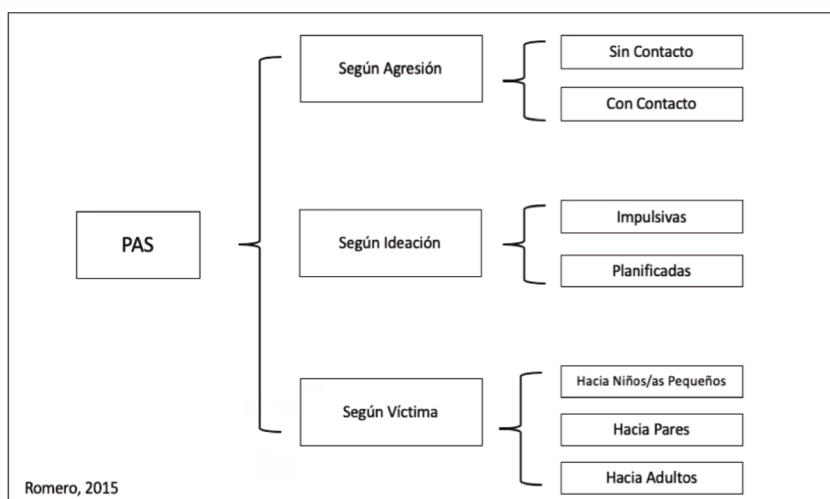 PAS
Según Agresión
Sin Contacto
Con Contacto
Según Ideación
Impulsivas
Planificadas
Según Víctima
Hacia Niños/as Pequeños
Hacia Pares
Hacia Adultos
Romero, 2015